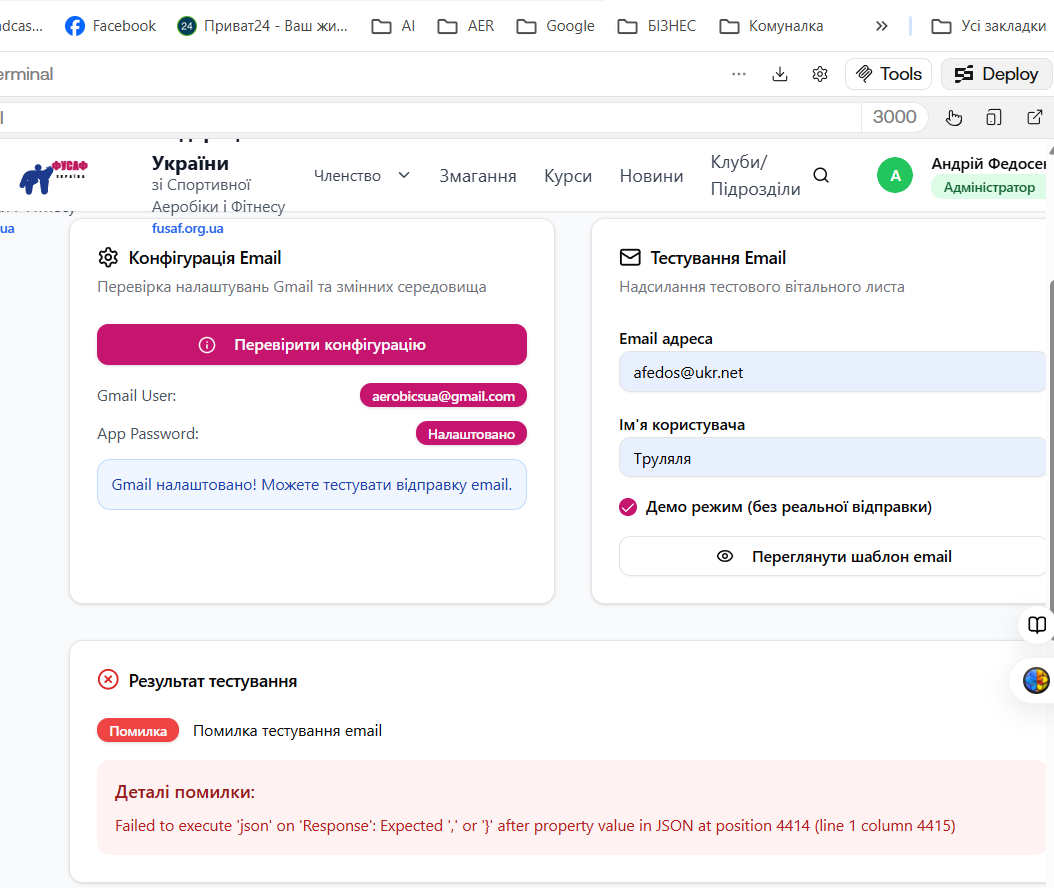 dcas...
Facebook
24
Приват24 - Ваш жи...
AI
AER
Google
БІЗНЕС
Комуналка
»
Усі закладки
erminal
...
Tools
Deploy
3000
ФУСАФ
УКРАЇНА
України
зі Спортивної
Аеробіки і Фітнесу
fusaf.org.ua
Членство
Змагання
Курси
Новини
Клуби/
Підрозділи
А
Андрій Федосен
Адміністратор
ua
Конфігурація Email
Перевірка налаштувань Gmail та змінних середовища
Перевірити конфігурацію
Gmail User:
aerobicsua@gmail.com
App Password:
Налаштовано
Gmail налаштовано! Можете тестувати відправку email.
Тестування Email
Надсилання тестового вітального листа
Email адреса
afedos@ukr.net
Ім'я користувача
Труляля
Демо режим (без реальної відправки)
Переглянути шаблон email
Результат тестування
Помилка
Помилка тестування email
Деталі помилки:
Failed to execute 'json' on 'Response': Expected ',' or '}' after property value in JSON at position 4414 (line 1 column 4415)